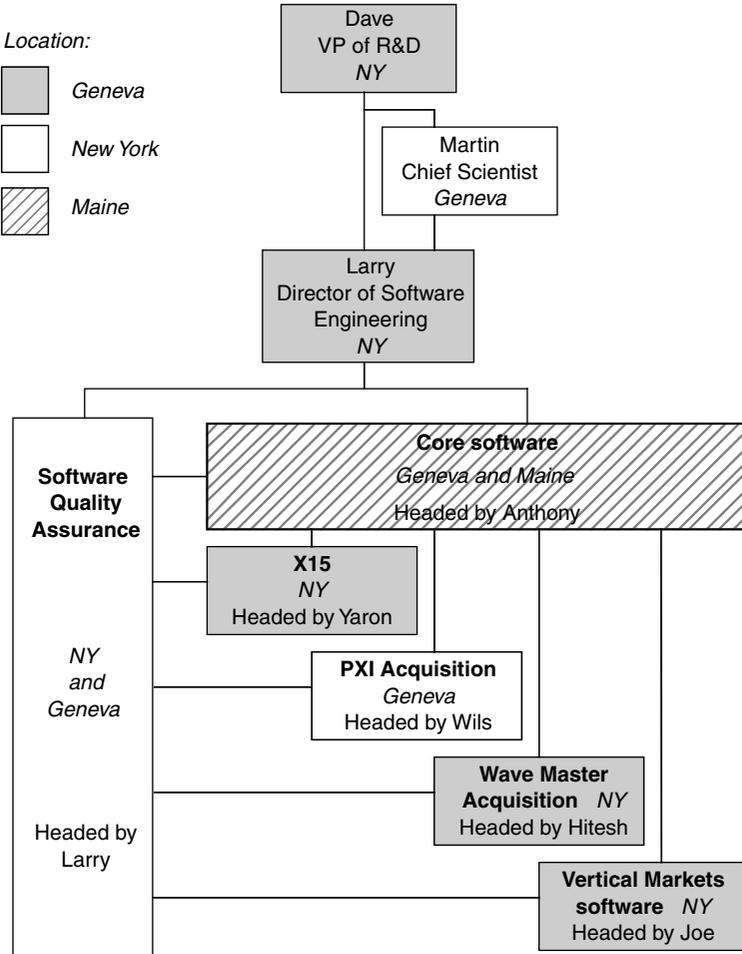 Location:
Geneva
New York
Maine
Dave
VP of R&D
NY
Martin
Chief Scientist
Geneva
Larry
Director of Software
Engineering
NY
Software
Quality
Assurance
NY
and
Geneva
Headed by
Larry
Core software
Geneva and Maine
Headed by Anthony
X15
NY
Headed by Yaron
PXI Acquisition
Geneva
Headed by Wils
Wave Master
Acquisition NY
Headed by Hitesh
Vertical Markets
software NY
Headed by Joe